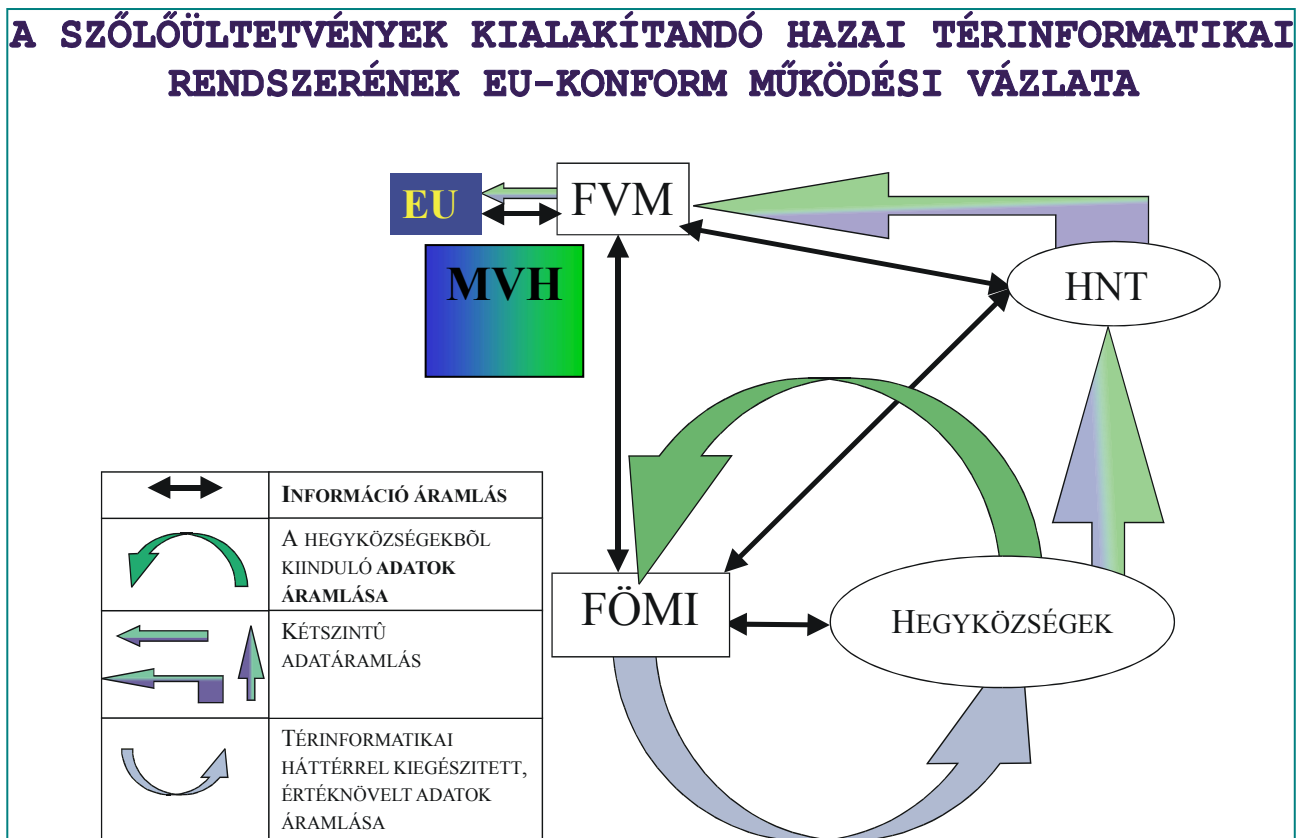 A SZŐLŐÜLTETVÉNYEK KIALAKÍTANDÓ HAZAI TÉRINFORMATIKAI
RENDSZERÉNEK EU-KONFORM MŰKÖDÉSI VÁZLATA
EU
FVM
MVH
HNT
FÖMI
HEGYKÖZSÉGEK
INFORMÁCIÓ ÁRAMLÁS
A HEGYKÖZSÉGEKBÕL
KIINDULÓ ADATOK
ÁRAMLÁSA
KÉTSZINTÛ
ADATÁRAMLÁS
TÉRINFORMATIKAI
HÁTTÉRREL KIEGÉSZITETT,
ÉRTÉKNÖVELT ADATOK
ÁRAMLÁSA